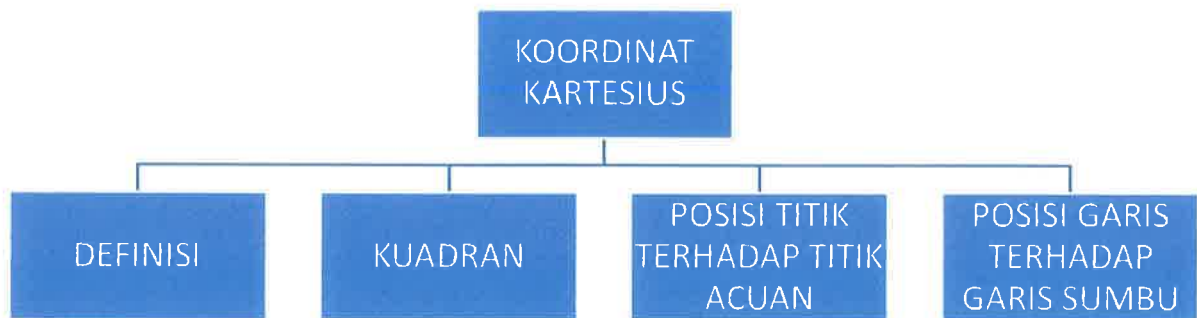 KOORDINAT
KARTESIUS
DEFINISI
KUADRAN
POSISI TITIK
TERHADAP TITIK
ACUAN
POSISI GARIS
TERHADAP
GARIS SUMBU